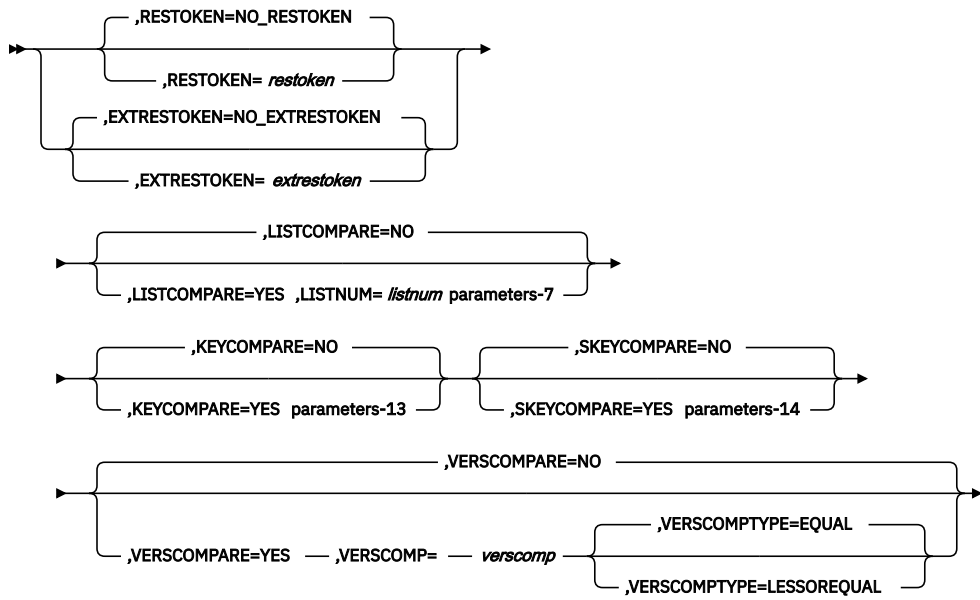 ,RESTOKEN=NO_RESTOKEN
,RESTOKEN= restoken
,EXTRESTOKEN=NO_EXTRESTOKEN
,EXTRESTOKEN= extrestoken
,LISTCOMPARE=NO
,LISTCOMPARE=YES ,LISTNUM= listnum parameters-7
,KEYCOMPARE=NO ,SKEYCOMPARE=NO
,KEYCOMPARE=YES parameters-13 ,SKEYCOMPARE=YES parameters-14
,VERSCOMPARE=NO
,VERSCOMPTYPE=EQUAL
,VERSCOMPARE=YES ,VERSCOMP= verscomp
,VERSCOMPTYPE=LESSOREQUAL